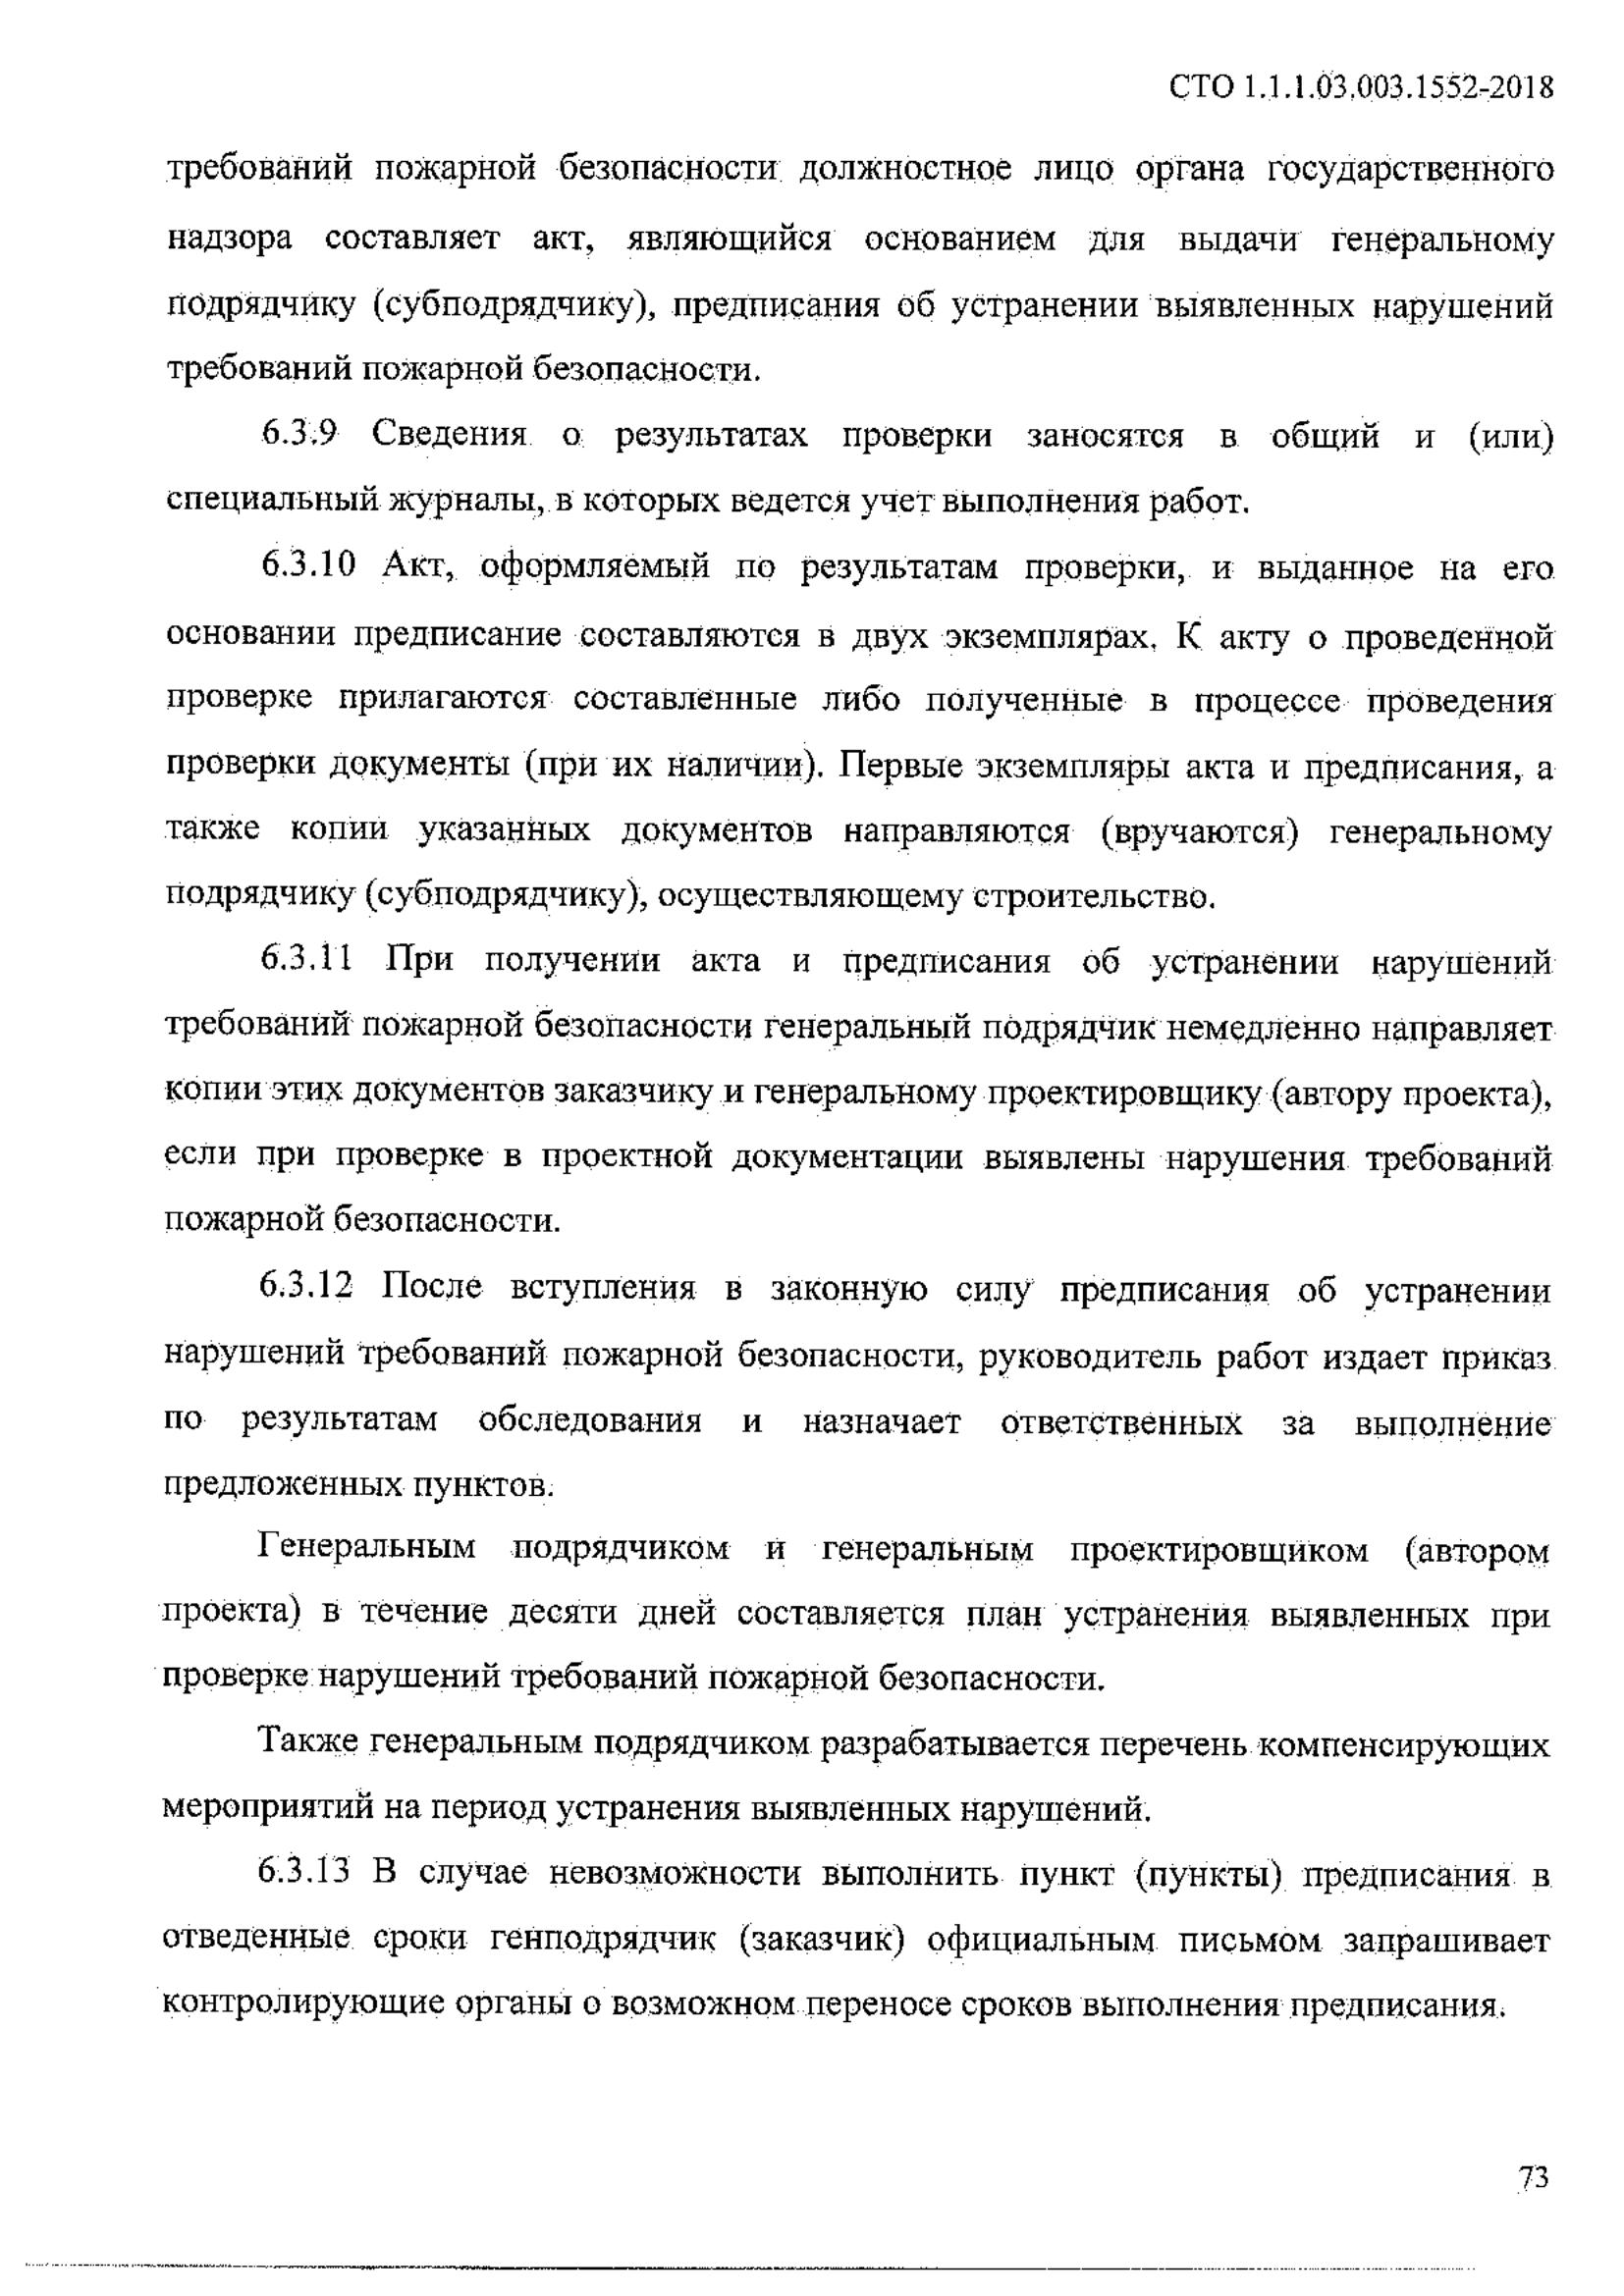 СТО 1.1.1.03.003.1552-2018
требований пожарной безопасности должностное лицо органа государственного
надзора составляет акт, являющийся основанием для выдачи генеральному
подрядчику (субподрядчику), предписания об устранении выявленных нарушений
требований пожарной безопасности.
6.3.9 Сведения о результатах проверки заносятся в общий и (или)
специальный журналы, в которых ведется учет выполнения работ.
6.3.10 Акт, оформляемый по результатам проверки, и выданное на его
основании предписание составляются в двух экземплярах. К акту о проведенной
проверке прилагаются составленные либо полученные в процессе проведения
проверки документы (при их наличии). Первые экземпляры акта и предписания, а
также копии указанных документов направляются (вручаются) генеральному
подрядчику (субподрядчику), осуществляющему строительство.
6.3.11 При получении акта и предписания об устранении нарушений
требований пожарной безопасности генеральный подрядчик немедленно направляет
копии этих документов заказчику и генеральному проектировщику (автору проекта),
если при проверке в проектной документации выявлены нарушения требований
пожарной безопасности.
6.3.12 После вступления в законную силу предписания об устранении
нарушений требований пожарной безопасности, руководитель работ издает приказ
по результатам обследования и назначает ответственных за выполнение
предложенных пунктов.
Генеральным подрядчиком и генеральным проектировщиком (автором
проекта) в течение десяти дней составляется план устранения выявленных при
проверке нарушений требований пожарной безопасности.
Также генеральным подрядчиком разрабатывается перечень компенсирующих
мероприятий на период устранения выявленных нарушений.
6.3.13 В случае невозможности выполнить пункт (пункты) предписания в
отведенные сроки генподрядчик (заказчик) официальным письмом запрашивает
контролирующие органы о возможном переносе сроков выполнения предписания.
73